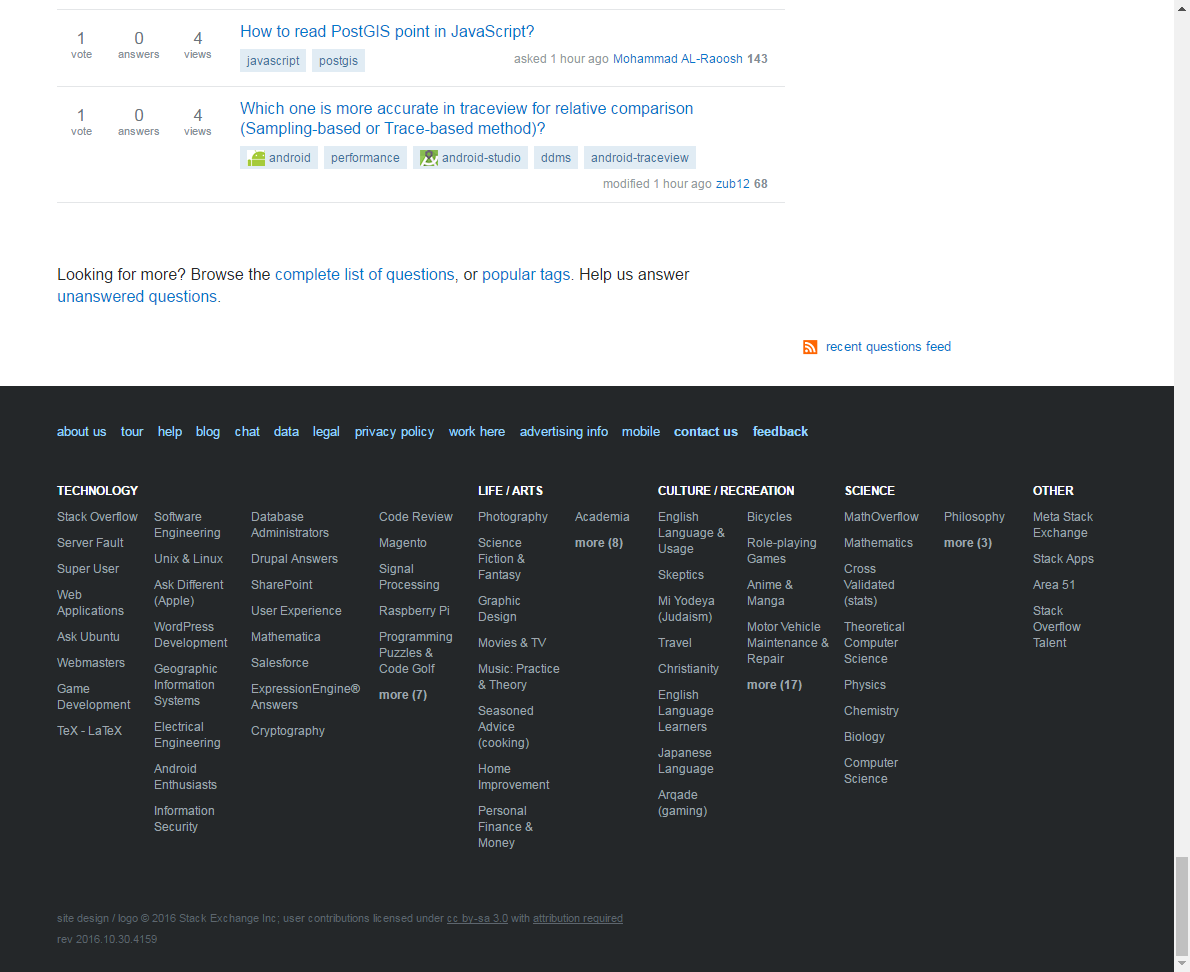 1 0 4 How to read PostGIS point in JavaScript?
vote answers views
javascript postgis asked 1 hour ago Mohammad AL-Raoosh 143
1 0 4 Which one is more accurate in traceview for relative comparison
vote answers views (Sampling-based or Trace-based method)?
android performance android-studio ddms android-traceview
modified 1 hour ago zub12 68
Looking for more? Browse the complete list of questions, or popular tags. Help us answer
unanswered questions.
recent questions feed
about us tour help blog chat data legal privacy policy work here advertising info mobile contact us feedback
TECHNOLOGY
Stack Overflow
Server Fault
Super User
Web
Applications
Ask Ubuntu
Webmasters
Game
Development
TeX - LaTeX
Software
Engineering
Unix & Linux
Ask Different
(Apple)
WordPress
Development
Geographic
Information
Systems
Electrical
Engineering
Android
Enthusiasts
Information
Security
Database
Administrators
Drupal Answers
SharePoint
User Experience
Mathematica
Salesforce
ExpressionEngine®
Answers
Cryptography
Code Review
Magento
Signal
Processing
Raspberry Pi
Programming
Puzzles &
Code Golf
more (7)
LIFE / ARTS
Photography
Science
Fiction &
Fantasy
Graphic
Design
Movies & TV
Music: Practice
& Theory
Seasoned
Advice
(cooking)
Home
Improvement
Personal
Finance &
Money
Academia
more (8)
CULTURE / RECREATION
English
Language &
Usage
Skeptics
Mi Yodeya
(Judaism)
Travel
Christianity
English
Language
Learners
Japanese
Language
Arqade
(gaming)
Bicycles
Role-playing
Games
Anime &
Manga
Motor Vehicle
Maintenance &
Repair
more (17)
SCIENCE
MathOverflow
Mathematics
Cross
Validated
(stats)
Theoretical
Computer
Science
Physics
Chemistry
Biology
Computer
Science
Philosophy
more (3)
OTHER
Meta Stack
Exchange
Stack Apps
Area 51
Stack
Overflow
Talent
site design / logo © 2016 Stack Exchange Inc; user contributions licensed under cc by-sa 3.0 with attribution required
rev 2016.10.30.4159